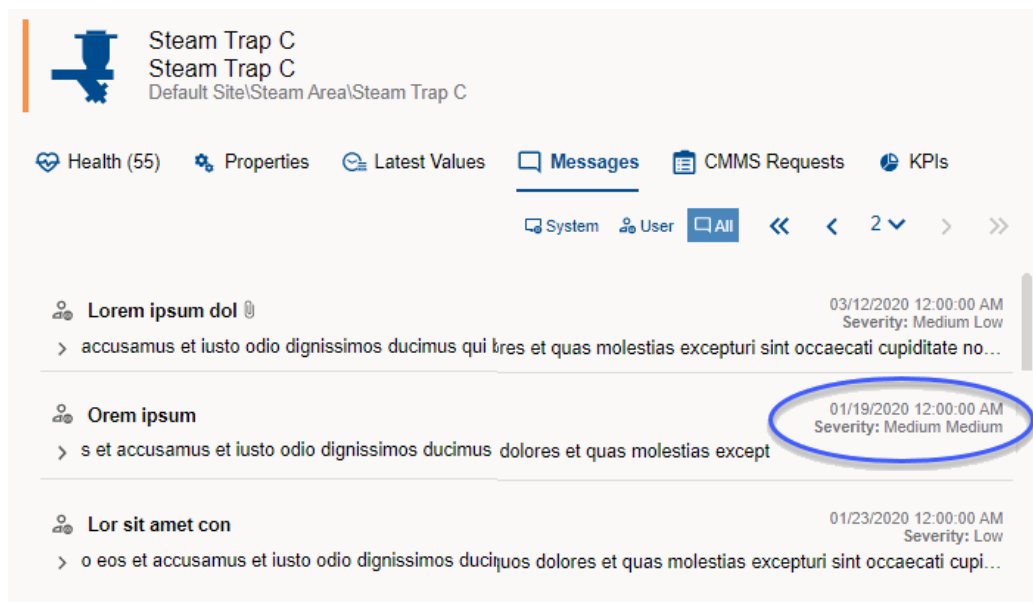 Steam Trap C
Steam Trap C
Default Site\Steam Area\Steam Trap C
Health (55) Properties Latest Values Messages CMMS Requests KPIs
System User All 2
Lorem ipsum dol 03/12/2020 12:00:00 AM
Severity: Medium Low
accusamus et iusto odio dignissimos ducimus qui bres et quas molestias excepturi sint occaecati cupiditate no...
Orem ipsum 01/19/2020 12:00:00 AM
Severity: Medium Medium
s et accusamus et iusto odio dignissimos ducimus dolores et quas molestias except
Lor sit amet con 01/23/2020 12:00:00 AM
Severity: Low
o eos et accusamus et iusto odio dignissimos duciquos dolores et quas molestias excepturi sint occaecati cupi...